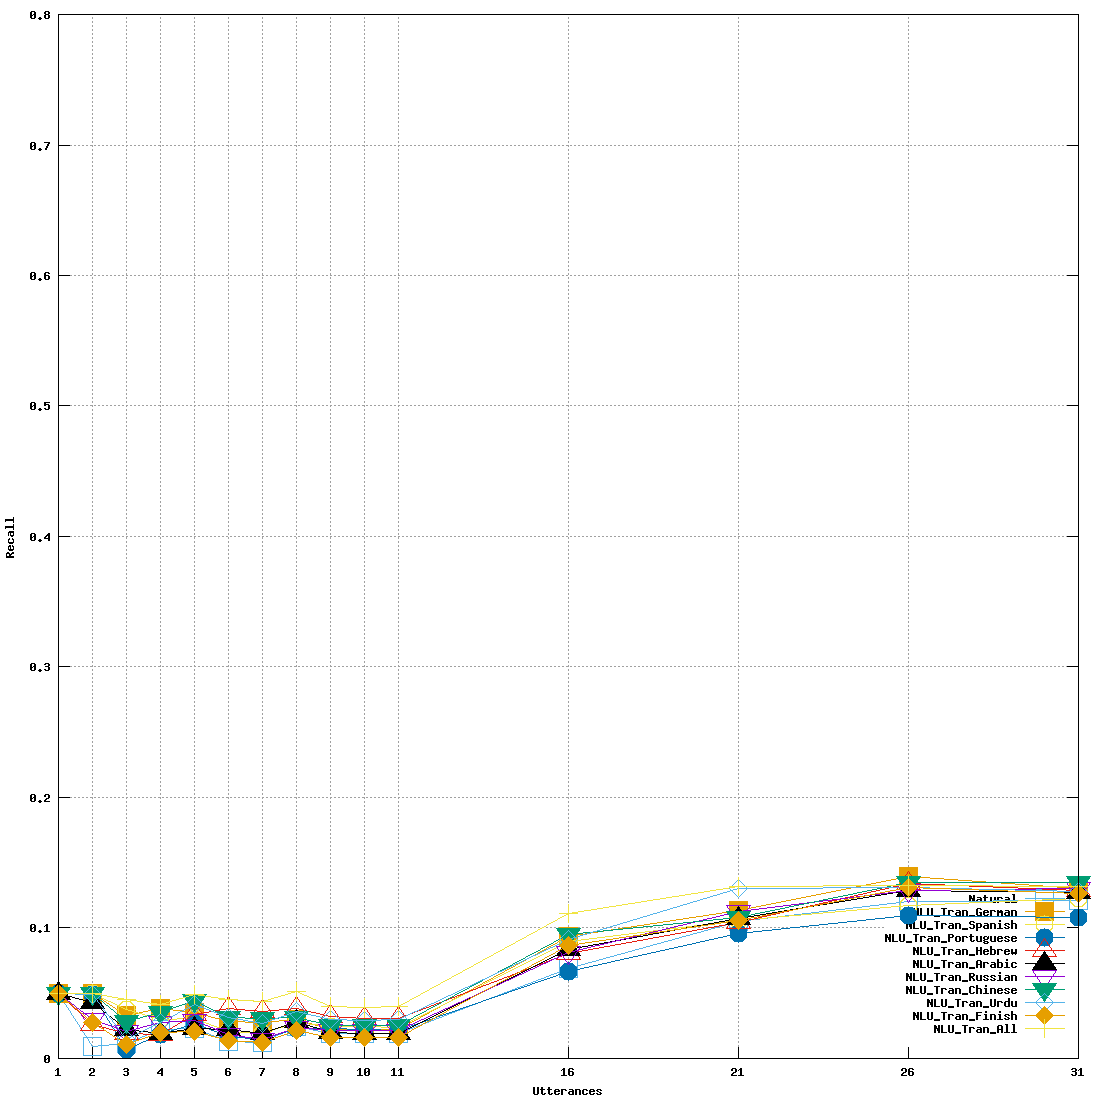 0.8
0.7
0.6
0.5
0.4
0.3
0.2
0.1
0
Recall
1 2 3 4 5 6 7 8 9 10 11 16 21 26 31
Utterances
Natural
NLU_Tran_German
NLU_Tran_Spanish
NLU_Tran_Portuguese
NLU_Tran_Hebrew
NLU_Tran_Arabic
NLU_Tran_Russian
NLU_Tran_Chinese
NLU_Tran_Urdu
NLU_Tran_Finish
NLU_Tran_All